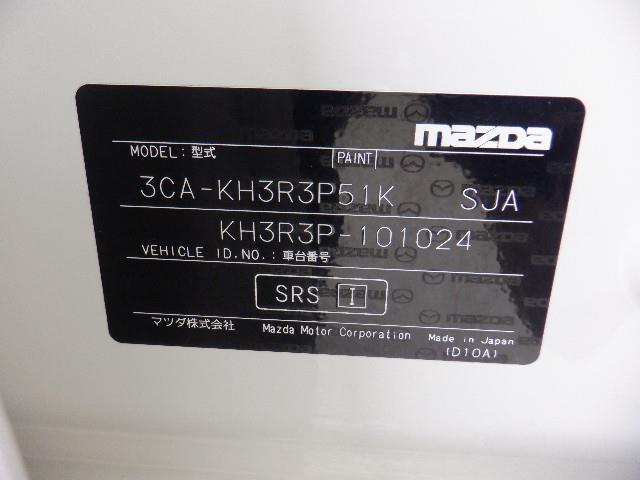 mazda
MODEL:型式 PAINT
3CA-KH3R3P51K SJA
KH3R3P-101024
VEHICLE ID.NO.:車台番号
SRS I
マツダ株式会社 Mazda Motor Corporation Made in Japan
(D10A)